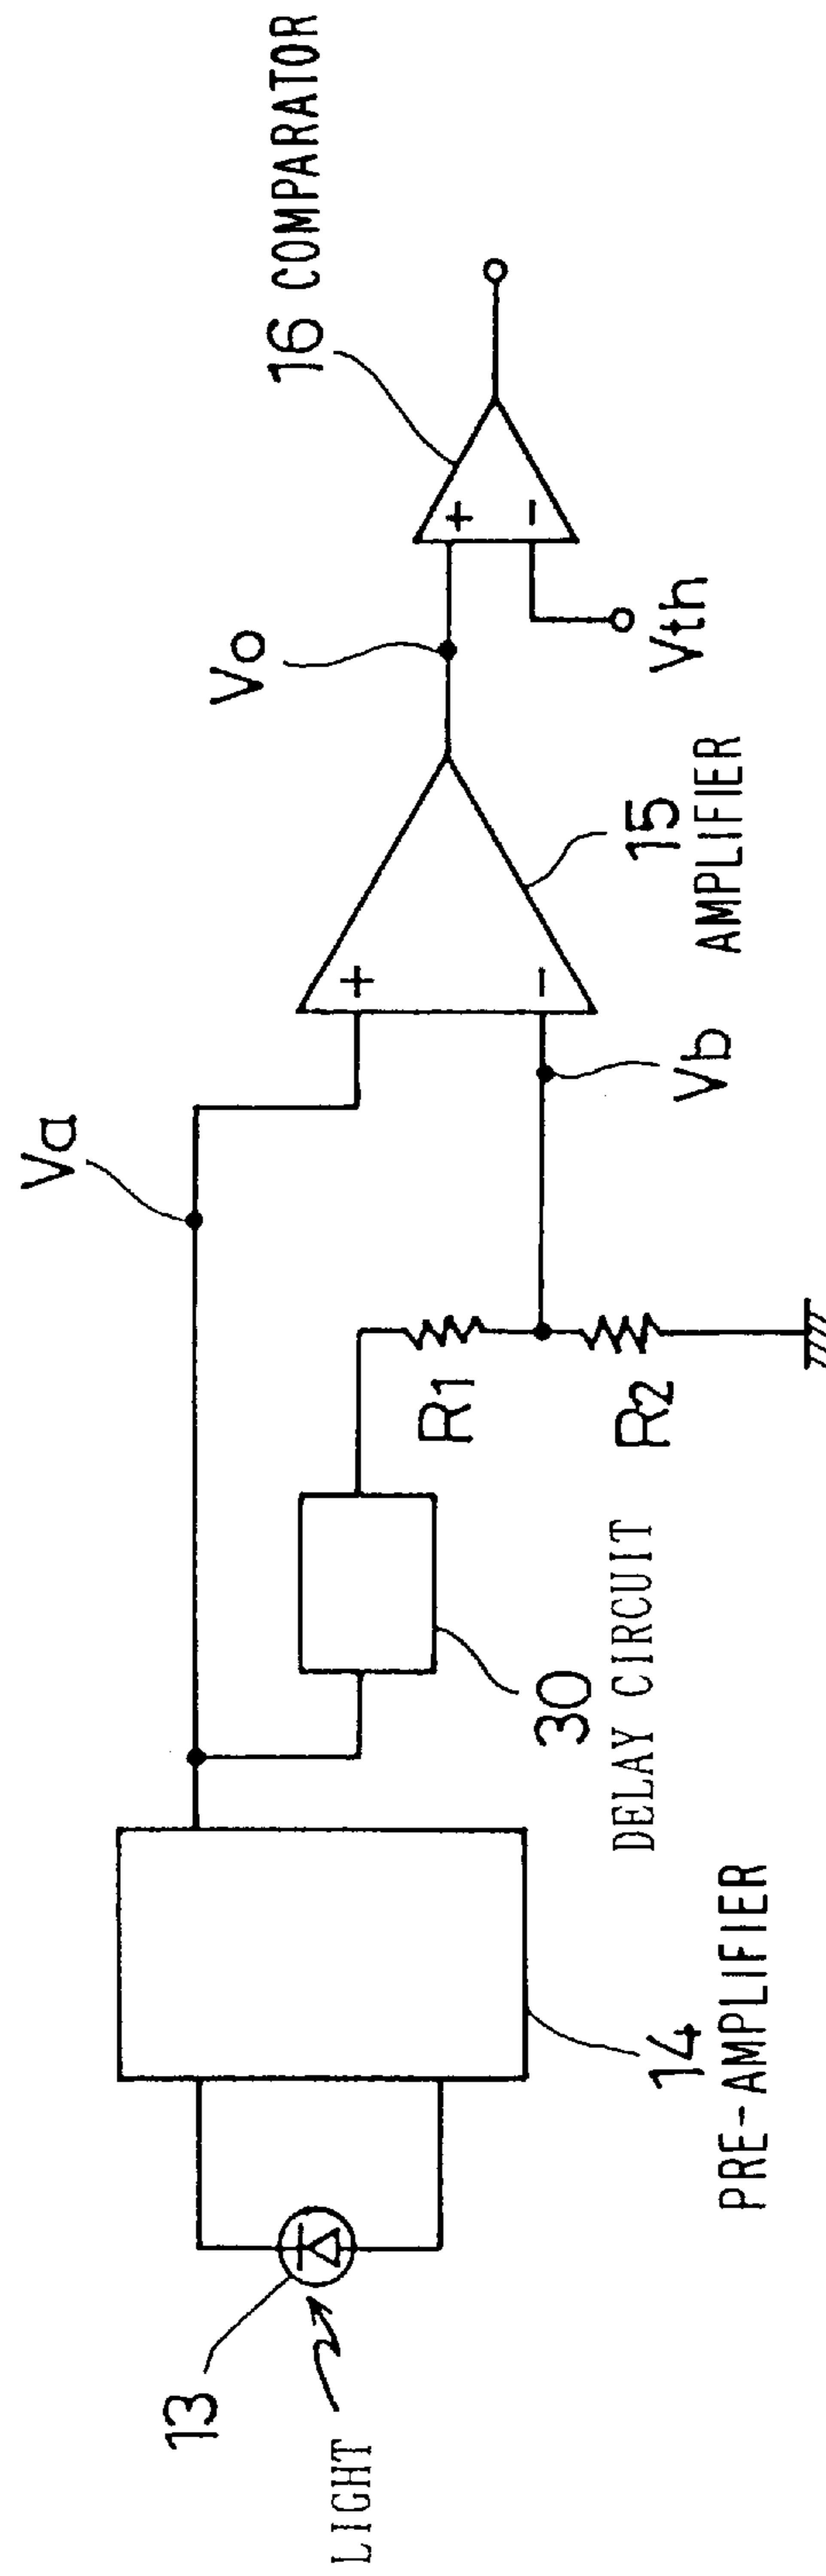 16 COMPARATOR
Va
Vo
+
−
Vth
+
−
15
AMPLIFIER
Vb
R1
R2
30
DELAY CIRCUIT
14
PRE-AMPLIFIER
13
LIGHT